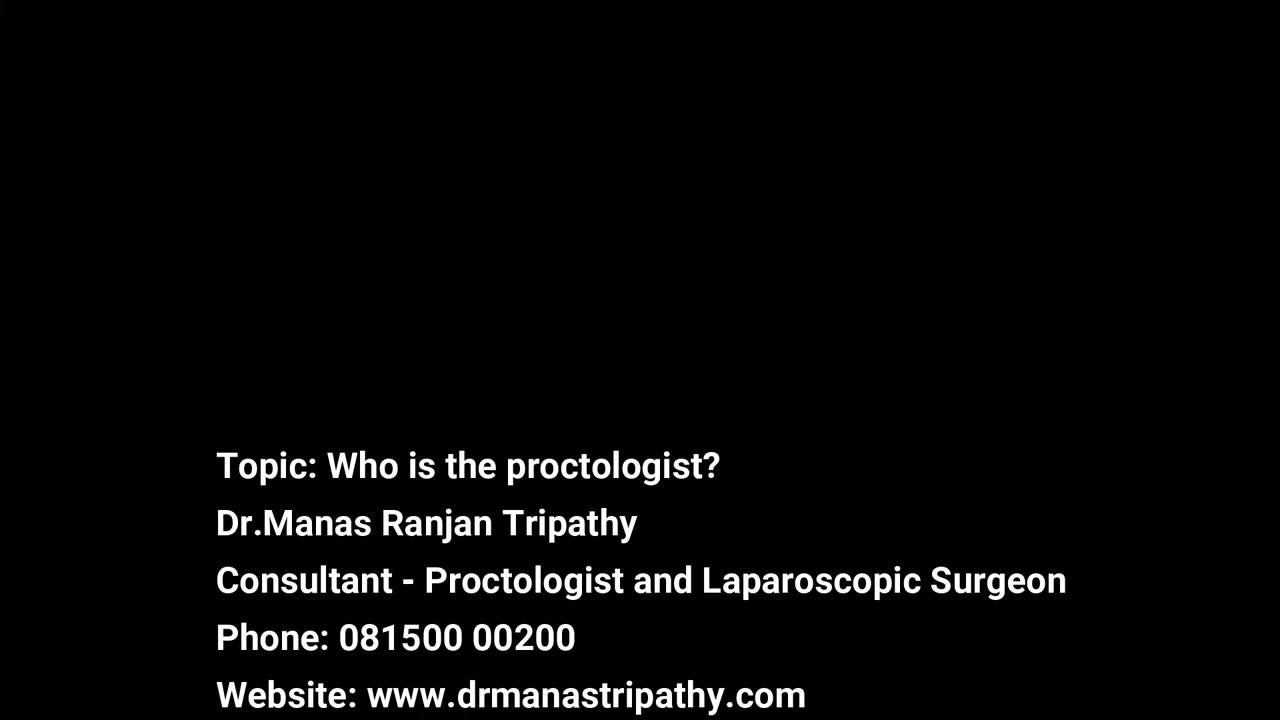 Topic: Who is the proctologist?
Dr.Manas Ranjan Tripathy
Consultant - Proctologist and Laparoscopic Surgeon
Phone: 081500 00200
Website: www.drmanastripathy.com